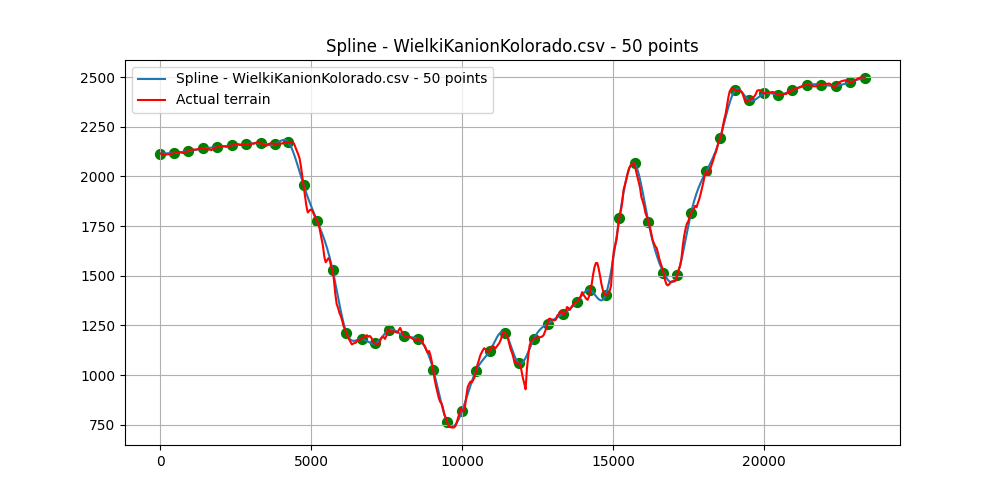 Spline - WielkiKanionKolorado.csv - 50 points
Spline - WielkiKanionKolorado.csv - 50 points
Actual terrain
2500
2250
2000
1750
1500
1250
1000
750
0 5000 10000 15000 20000